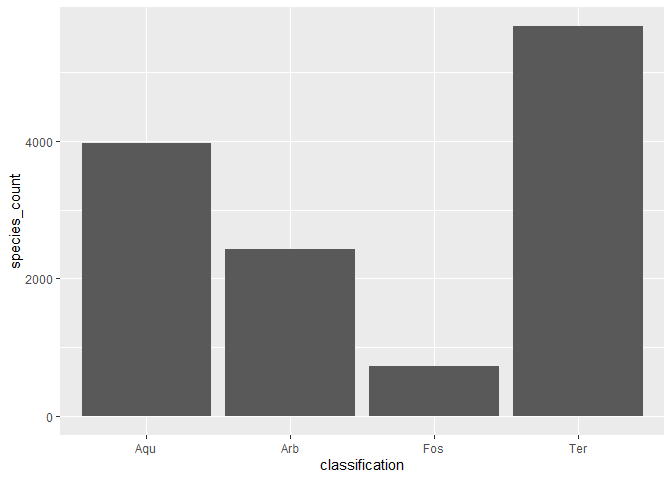 species_count
4000
2000
0
Aqu Arb Fos Ter
classification